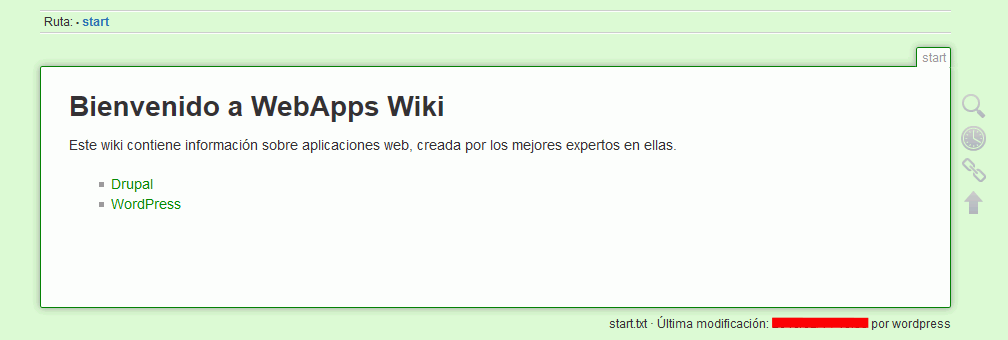 Ruta: • start
start
Bienvenido a WebApps Wiki
Este wiki contiene información sobre aplicaciones web, creada por los mejores expertos en ellas.
Drupal
WordPress
start.txt · Última modificación: por wordpress